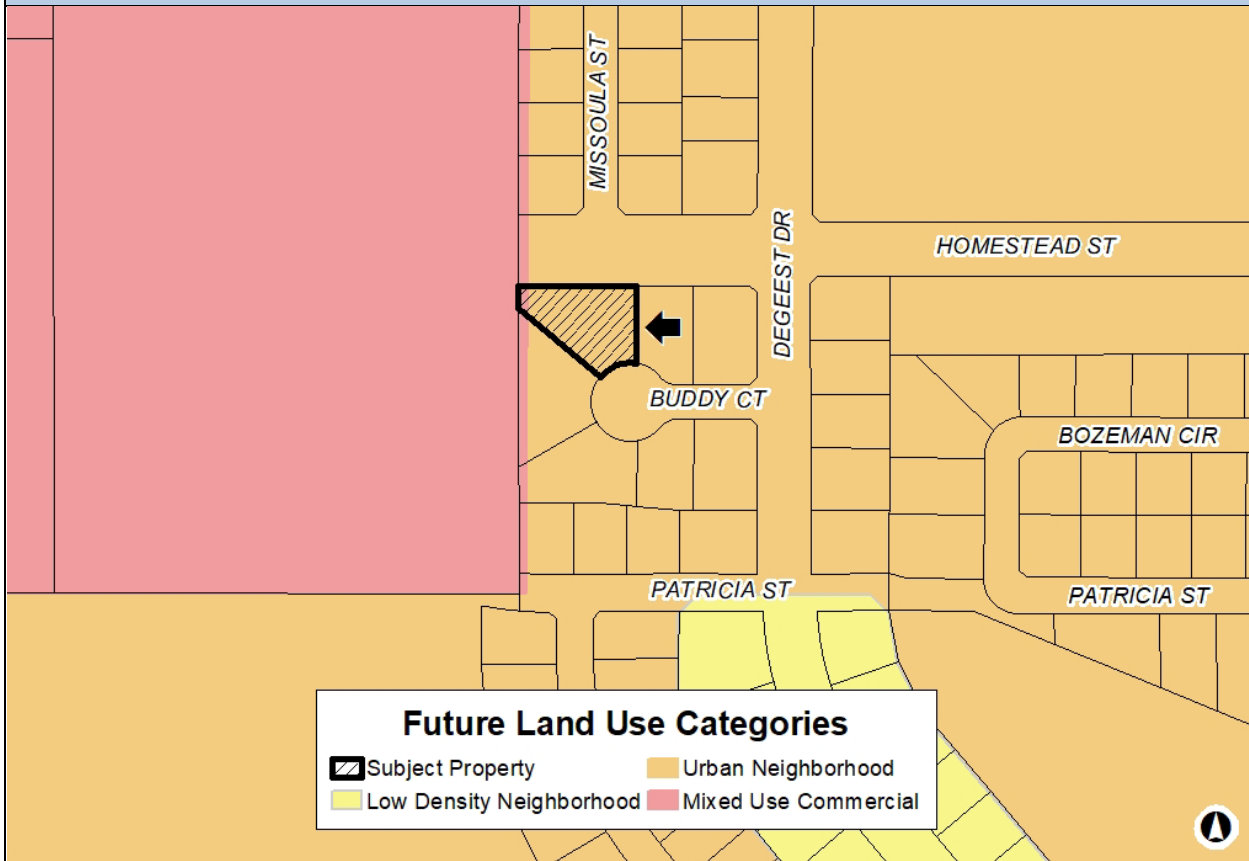 MISSOULA ST
HOMESTEAD ST
DEGEEST DR
BUDDY CT
BOZEMAN CIR
PATRICIA ST
PATRICIA ST
Future Land Use Categories
Subject Property
Urban Neighborhood
Low Density Neighborhood
Mixed Use Commercial